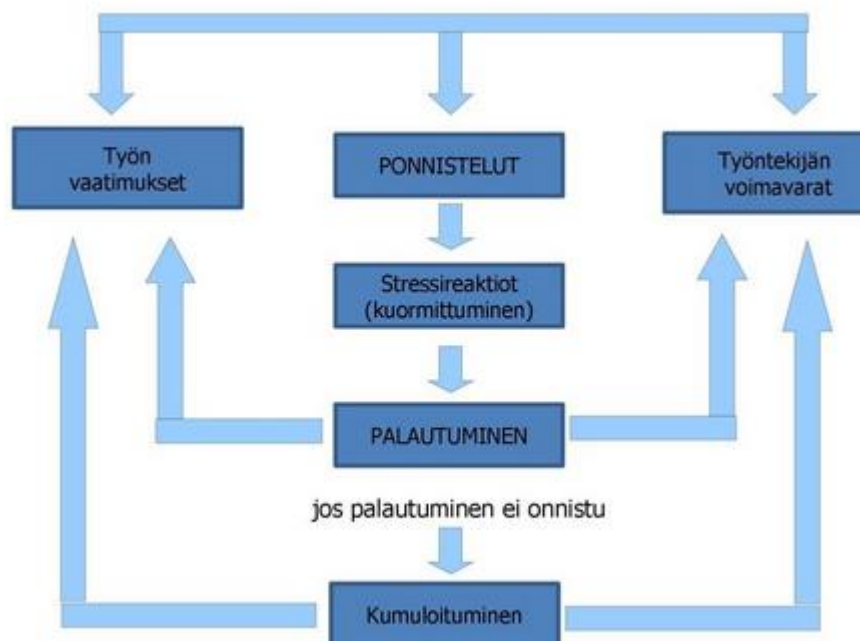 Työn
vaatimukset
PONNISTELUT
Työntekijän
voimavarat
Stressireaktiot
(kuormittuminen)
PALAUTUMINEN
jos palautuminen ei onnistu
Kumuloituminen